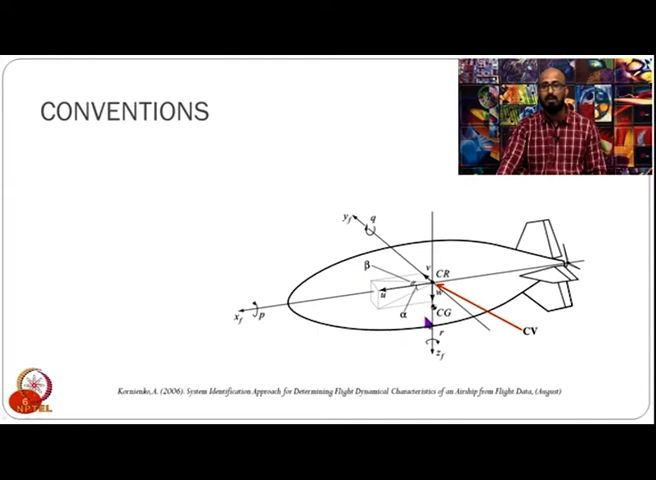 CONVENTIONS
y_f
q
β
v
CR
u
w
x_f
p
α
CG
r
CV
z_f
Kornienko, A. (2006). System Identification Approach for Determining Flight Dynamical Characteristics of an Airship from Flight Data, (August)
6
NPTEL